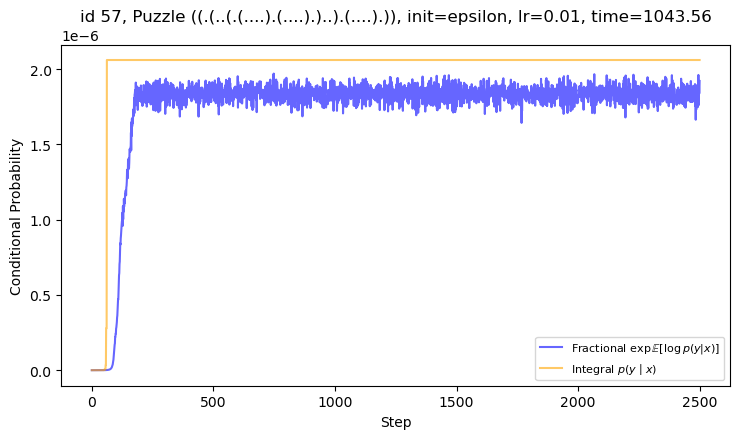 id 57, Puzzle ((.(..(.(....).(....).)..).(....).)), init=epsilon, lr=0.01, time=1043.56
1e−6
2.0
1.5
1.0
0.5
0.0
Conditional Probability
Fractional exp 𝔼[log p(y|x)]
Integral p(y | x)
0
500
1000
1500
2000
2500
Step